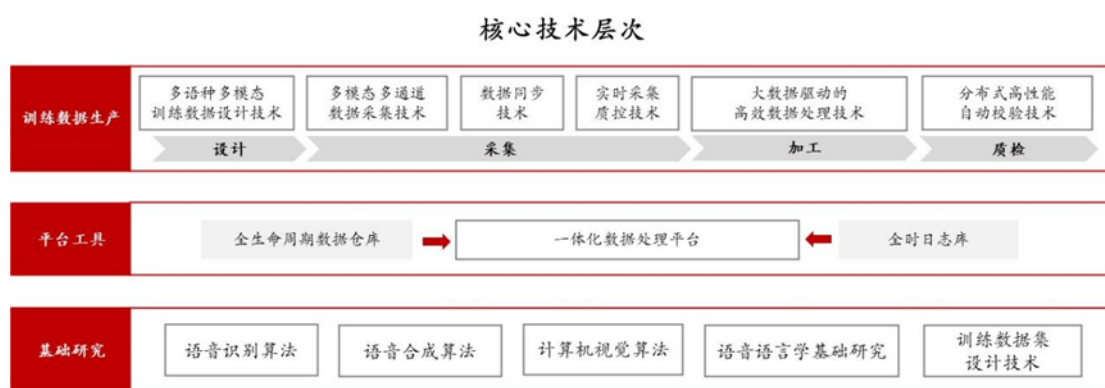 核心技术层次
训练数据生产
多语种多模态
训练数据设计技术
多模态多通道
数据采集技术
数据同步
技术
实时采集
质控技术
大数据驱动的
高效数据处理技术
分布式高性能
自动校验技术
设计
采集
加工
质检
平台工具
全生命周期数据仓库
一体化数据处理平台
全时日志库
基础研究
语音识别算法
语音合成算法
计算机视觉算法
语音语言学基础研究
训练数据集
设计技术